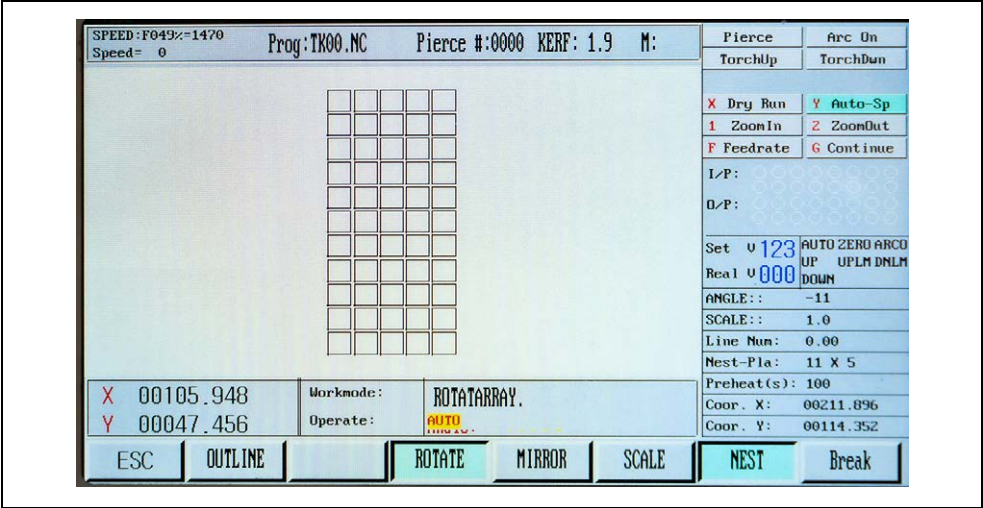 SPEED:F049%=1470
Speed= 0
Prog:TK00.NC
Pierce #:0000 KERF: 1.9 M:
Pierce
Arc On
TorchUp
TorchDwn
X Dry Run
Y Auto-Sp
1 ZoomIn
2 ZoomOut
F Feedrate
G Continue
I/P:
O/P:
Set V 123
Real V 000
AUTO ZERO ARCO
UP UPLM DNLM
DOWN
ANGLE:: -11
SCALE:: 1.0
Line Num: 0.00
Nest-Pla: 11 X 5
Preheat(s): 100
Coor. X: 00211.896
Coor. Y: 00114.352
X 00105.948
Y 00047.456
Workmode: ROTATARRAY.
Operate: AUTO
ESC
OUTLINE
ROTATE
MIRROR
SCALE
NEST
Break